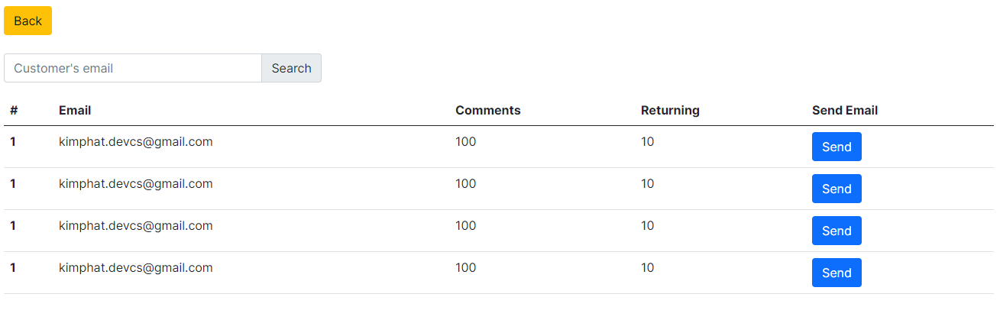 Back
Customer's email Search
# Email Comments Returning Send Email
1 kimphat.devcs@gmail.com 100 10 Send
1 kimphat.devcs@gmail.com 100 10 Send
1 kimphat.devcs@gmail.com 100 10 Send
1 kimphat.devcs@gmail.com 100 10 Send